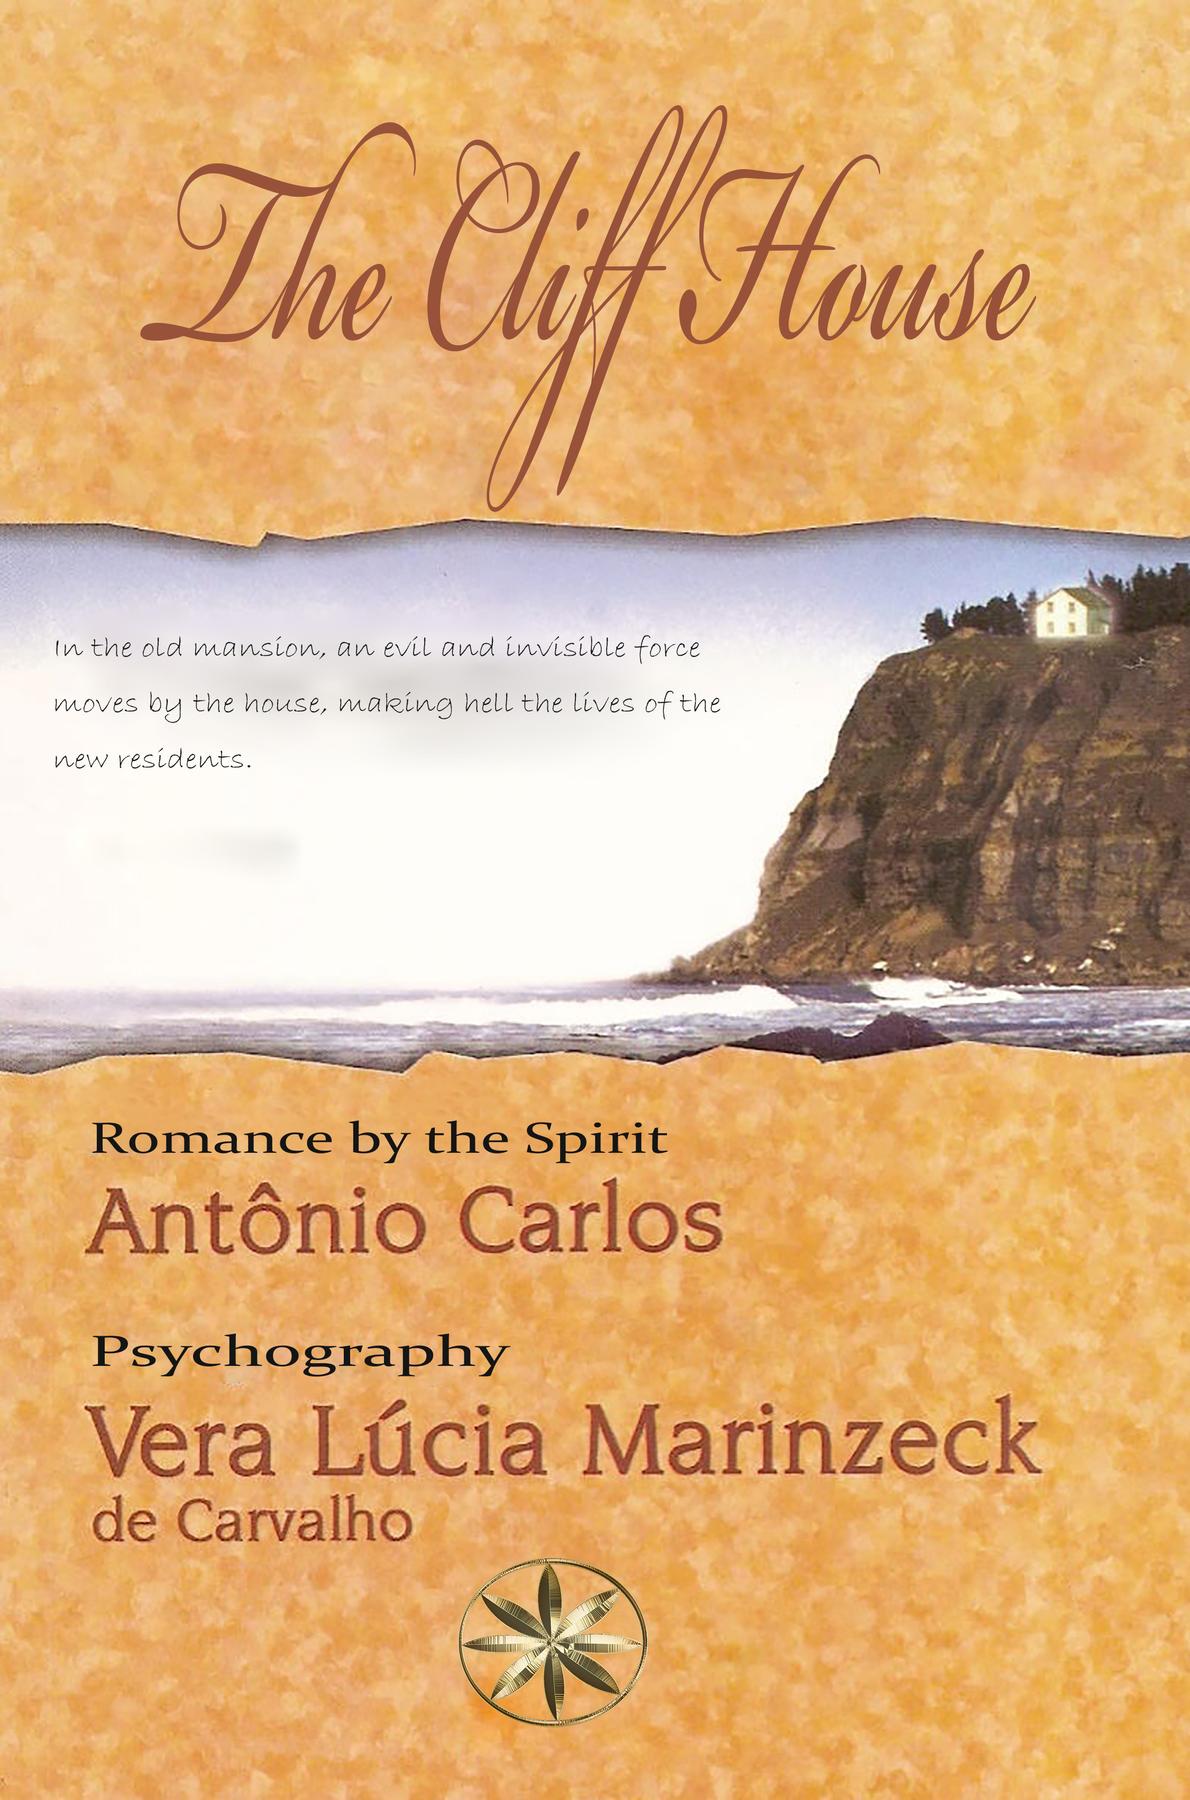 The Cliff House
In the old mansion, an evil and invisible force
moves by the house, making hell the lives of the
new residents.
Romance by the Spirit
Antônio Carlos
Psychography
Vera Lúcia Marinzeck
de Carvalho